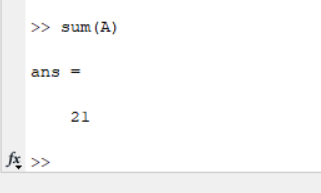 >> sum(A)
ans =
21
fx >>